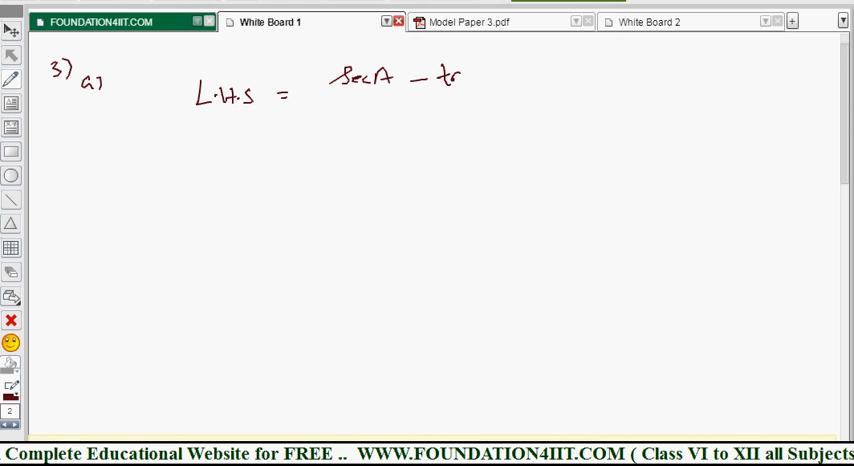 FOUNDATION4IIT.COM White Board 1 Model Paper 3.pdf White Board 2 +
3) a) L.H.S = SecA - ta
2
Complete Educational Website for FREE .. WWW.FOUNDATION4IIT.COM ( Class VI to XII all Subjects